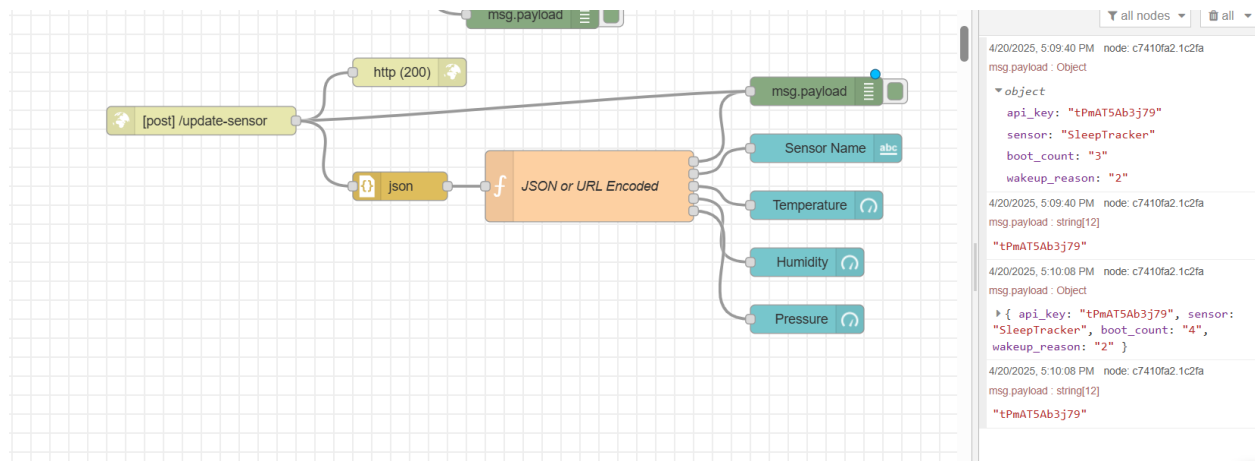 msg.payload
http (200)
[post] /update-sensor
json
JSON or URL Encoded
msg.payload
Sensor Name
abc
Temperature
Humidity
Pressure
all nodes
all
4/20/2025, 5:09:40 PM node: c7410fa2.1c2fa
msg.payload : Object
object
api_key: "tPmAT5Ab3j79"
sensor: "SleepTracker"
boot_count: "3"
wakeup_reason: "2"
4/20/2025, 5:09:40 PM node: c7410fa2.1c2fa
msg.payload : string[12]
"tPmAT5Ab3j79"
4/20/2025, 5:10:08 PM node: c7410fa2.1c2fa
msg.payload : Object
{ api_key: "tPmAT5Ab3j79", sensor:
"SleepTracker", boot_count: "4",
wakeup_reason: "2" }
4/20/2025, 5:10:08 PM node: c7410fa2.1c2fa
msg.payload : string[12]
"tPmAT5Ab3j79"